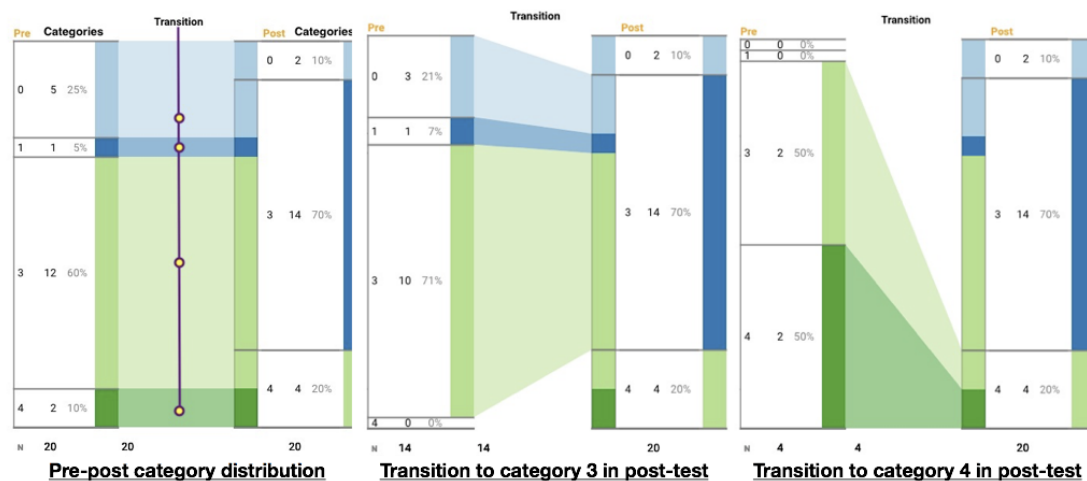 Pre Categories Transition Post Categories
0 2 10%
0 5 25%
1 1 5%
3 14 70%
3 12 60%
4 4 20%
4 2 10%
N 20 20 20
Pre-post category distribution
Transition
Pre Post
0 2 10%
0 3 21%
1 1 7%
3 14 70%
3 10 71%
4 4 20%
4 0 0%
N 14 14 20
Transition to category 3 in post-test
Transition
Pre Post
0 0 0%
1 0 0%
0 2 10%
3 2 50%
3 14 70%
4 2 50%
4 4 20%
N 4 4 20
Transition to category 4 in post-test